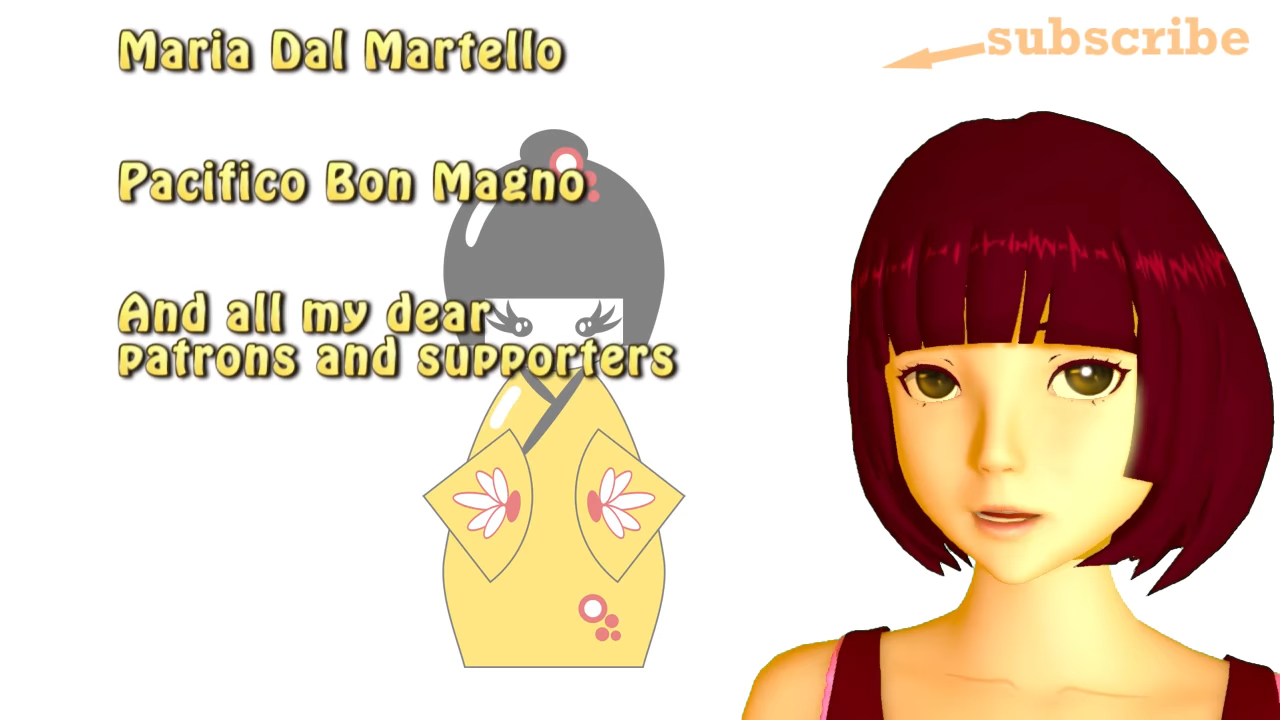 subscribe
Maria Dal Martello
Pacifico Bon Magno
And all my dear
patrons and supporters